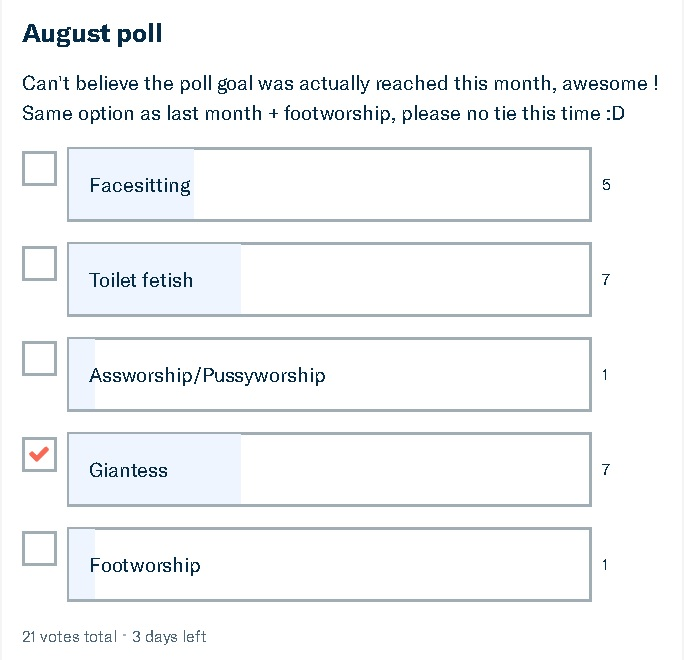 August poll
Can't believe the poll goal was actually reached this month, awesome !
Same option as last month + footworship, please no tie this time :D
Facesitting 5
Toilet fetish 7
Assworship/Pussyworship 1
Giantess 7
Footworship 1
21 votes total · 3 days left